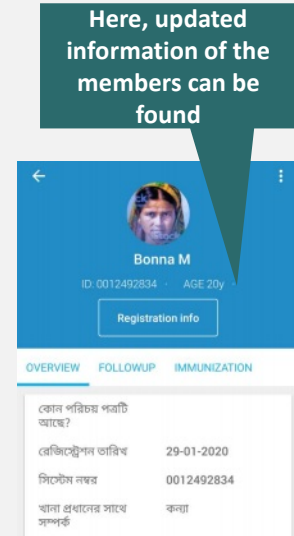 Here, updated
information of the
members can be
found
Bonna M
ID: 0012492834 · AGE 20y ·
Registration info
OVERVIEW FOLLOWUP IMMUNIZATION
কোন পরিচয় পত্রটি
আছে?
রেজিস্ট্রেশন তারিখ 29-01-2020
সিস্টেম নম্বর 0012492834
খানা প্রধানের সাথে কন্যা
সম্পর্ক